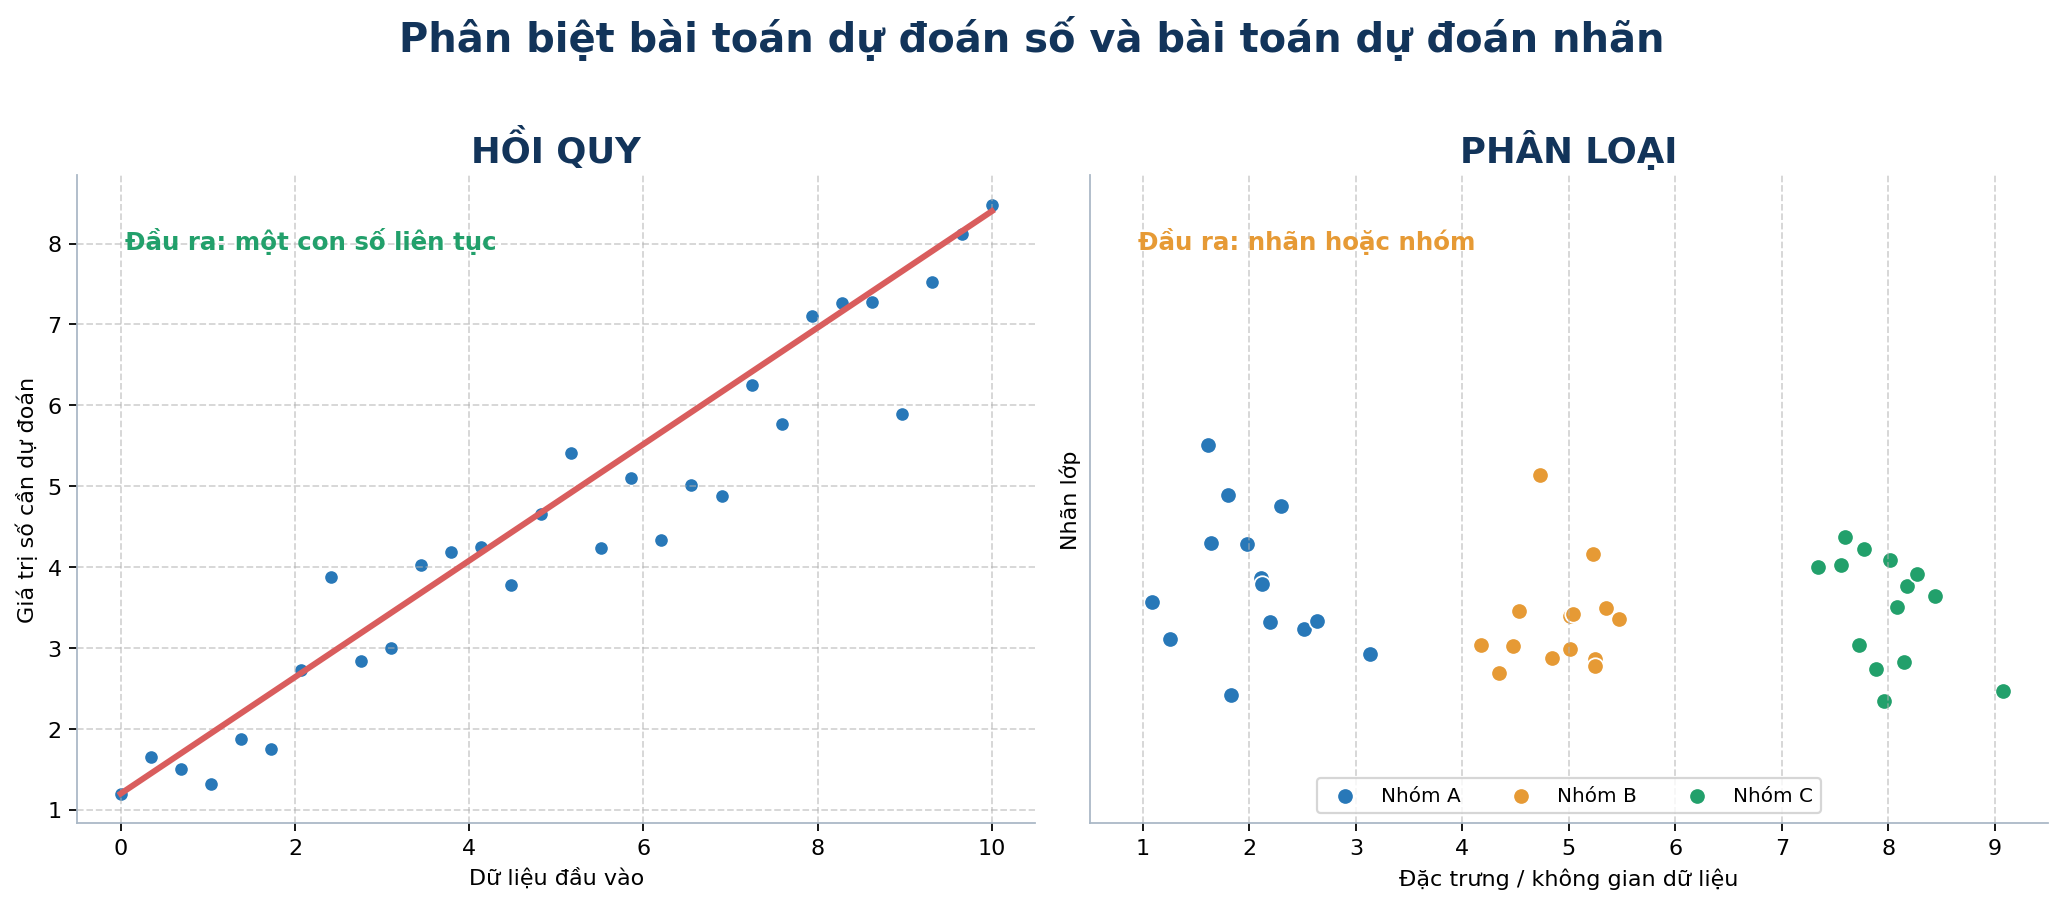 Phân biệt bài toán dự đoán số và bài toán dự đoán nhãn
HỒI QUY
Đầu ra: một con số liên tục
Giá trị số cần dự đoán
8
7
6
5
4
3
2
1
0 2 4 6 8 10
Dữ liệu đầu vào
PHÂN LOẠI
Đầu ra: nhãn hoặc nhóm
Nhãn lớp
Nhóm A Nhóm B Nhóm C
1 2 3 4 5 6 7 8 9
Đặc trưng / không gian dữ liệu